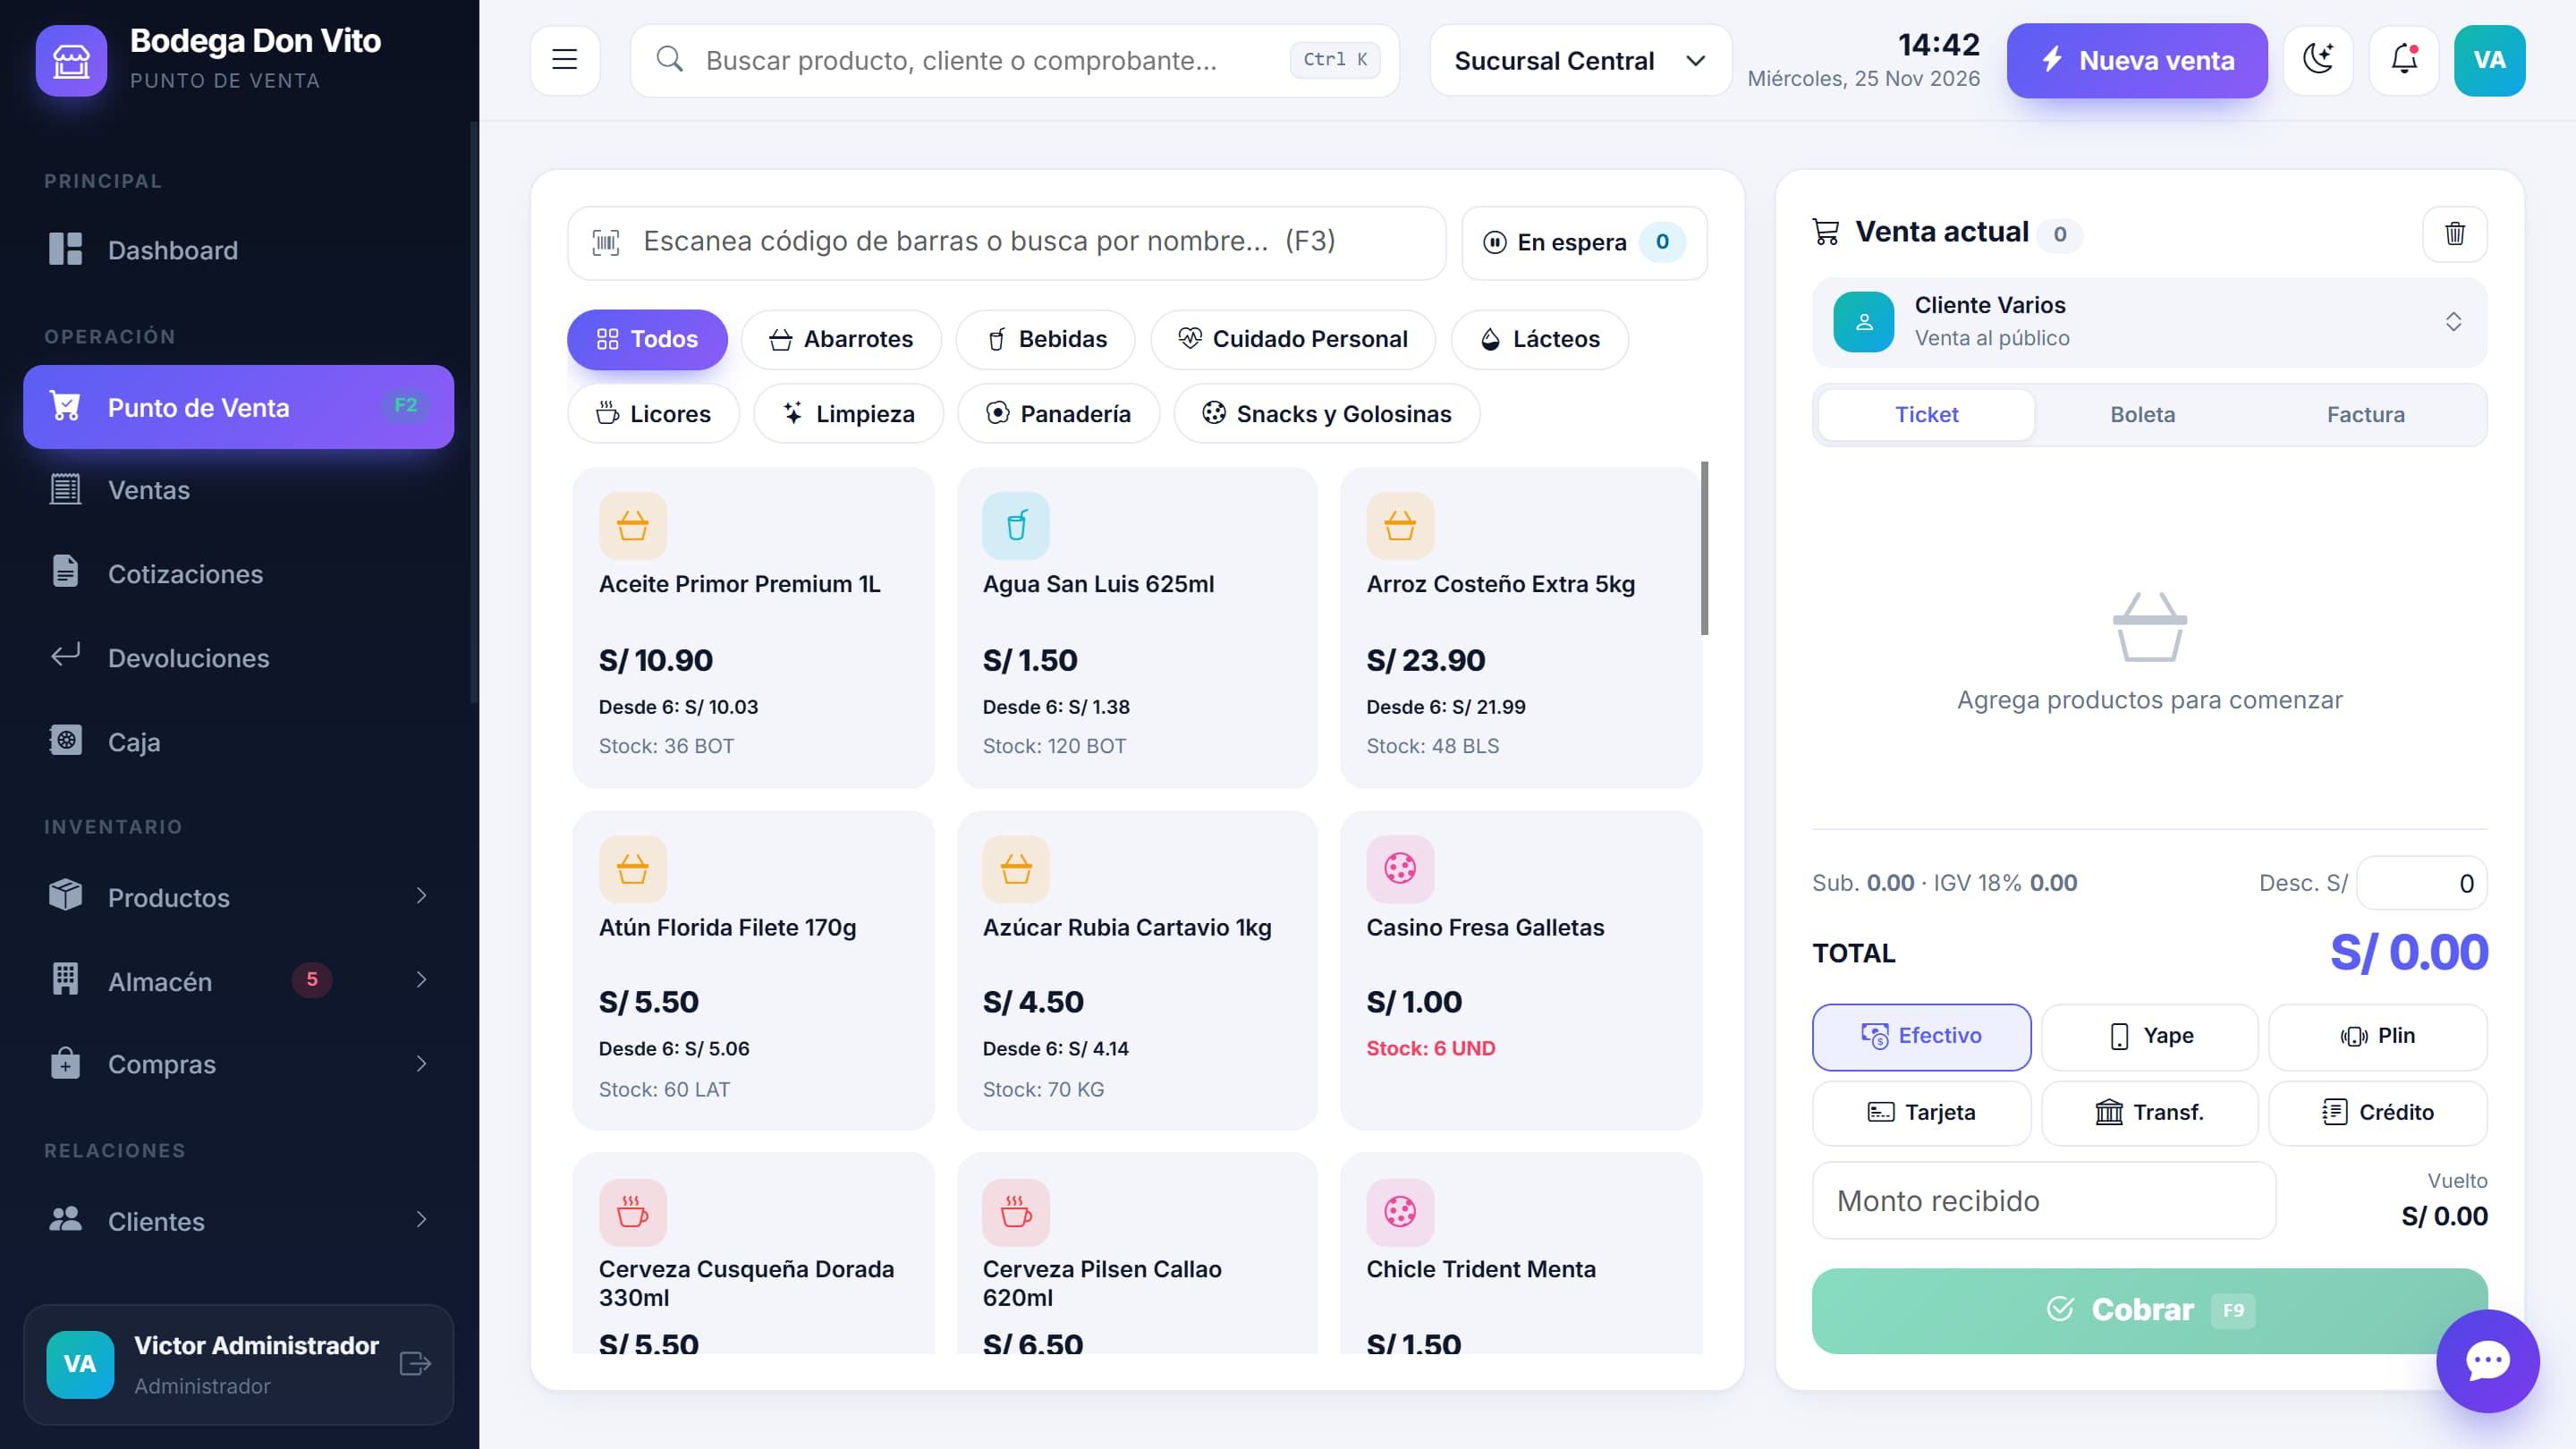 Bodega Don Vito
PUNTO DE VENTA
PRINCIPAL
Dashboard
OPERACIÓN
Punto de Venta F2
Ventas
Cotizaciones
Devoluciones
Caja
INVENTARIO
Productos
Almacén 5
Compras
RELACIONES
Clientes
VA Victor Administrador
Administrador
Buscar producto, cliente o comprobante... Ctrl K
Sucursal Central
14:42
Miércoles, 25 Nov 2026
Nueva venta
VA
Escanea código de barras o busca por nombre... (F3)
En espera 0
Todos Abarrotes Bebidas Cuidado Personal Lácteos
Licores Limpieza Panadería Snacks y Golosinas
Aceite Primor Premium 1L
S/ 10.90
Desde 6: S/ 10.03
Stock: 36 BOT
Agua San Luis 625ml
S/ 1.50
Desde 6: S/ 1.38
Stock: 120 BOT
Arroz Costeño Extra 5kg
S/ 23.90
Desde 6: S/ 21.99
Stock: 48 BLS
Atún Florida Filete 170g
S/ 5.50
Desde 6: S/ 5.06
Stock: 60 LAT
Azúcar Rubia Cartavio 1kg
S/ 4.50
Desde 6: S/ 4.14
Stock: 70 KG
Casino Fresa Galletas
S/ 1.00
Stock: 6 UND
Cerveza Cusqueña Dorada
330ml
S/ 5.50
Cerveza Pilsen Callao
620ml
S/ 6.50
Chicle Trident Menta
S/ 1.50
Venta actual 0
Cliente Varios
Venta al público
Ticket Boleta Factura
Agrega productos para comenzar
Sub. 0.00 · IGV 18% 0.00 Desc. S/ 0
TOTAL S/ 0.00
Efectivo Yape Plin
Tarjeta Transf. Crédito
Monto recibido
Vuelto
S/ 0.00
Cobrar F9